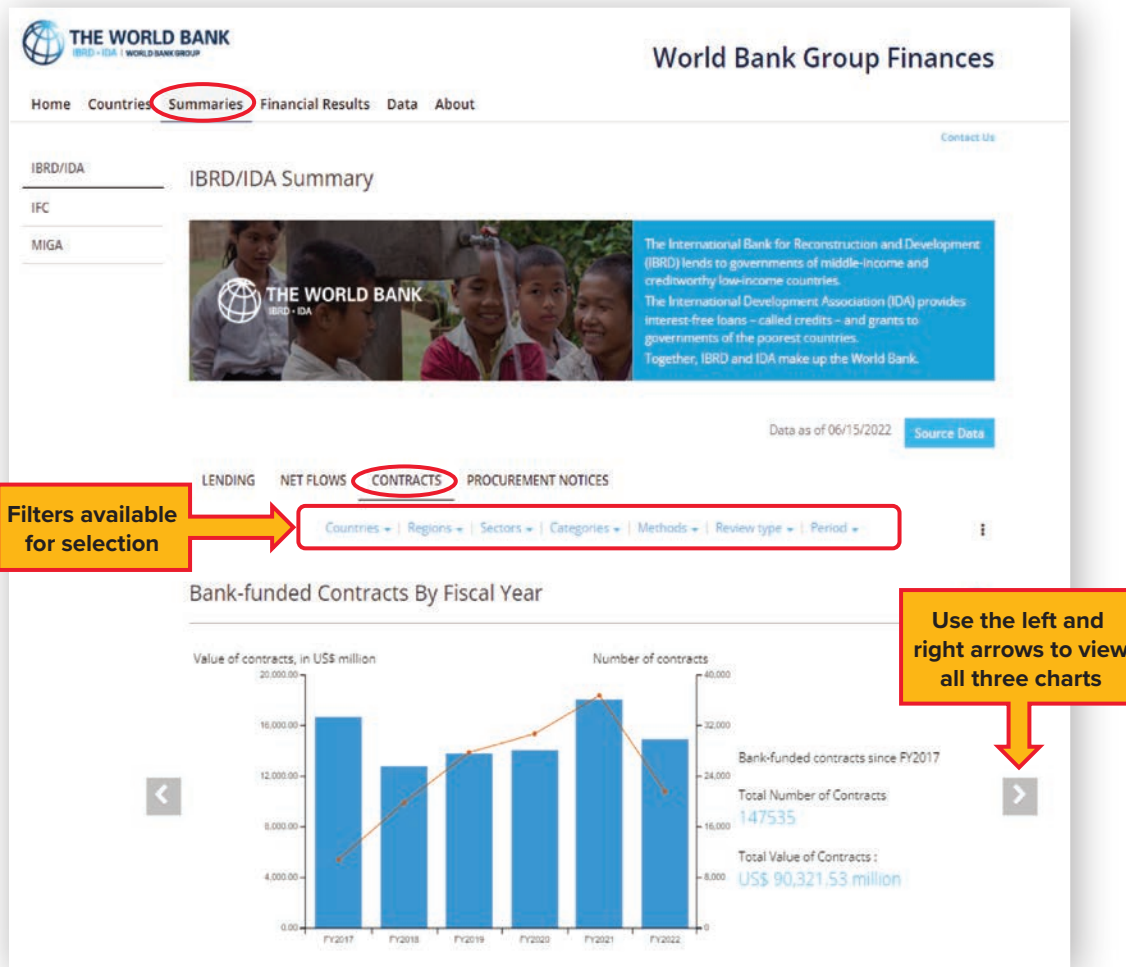 THE WORLD BANK
IBRD • IDA | WORLD BANK GROUP
World Bank Group Finances
Home Countries Summaries Financial Results Data About
Contact Us
IBRD/IDA
IFC
MIGA
IBRD/IDA Summary
THE WORLD BANK
IBRD • IDA
The International Bank for Reconstruction and Development
(IBRD) lends to governments of middle-income and
creditworthy low-income countries.
The International Development Association (IDA) provides
interest-free loans – called credits – and grants to
governments of the poorest countries.
Together, IBRD and IDA make up the World Bank.
Data as of 06/15/2022
Source Data
LENDING NET FLOWS CONTRACTS PROCUREMENT NOTICES
Filters available
for selection
Countries | Regions | Sectors | Categories | Methods | Review type | Period
Bank-funded Contracts By Fiscal Year
Use the left and
right arrows to view
all three charts
Value of contracts, in US$ million
Number of contracts
20,000.00
16,000.00
12,000.00
8,000.00
4,000.00
0.00
40,000
32,000
24,000
16,000
8,000
0
FY2017 FY2018 FY2019 FY2020 FY2021 FY2022
Bank-funded contracts since FY2017
Total Number of Contracts
147535
Total Value of Contracts :
US$ 90,321.53 million